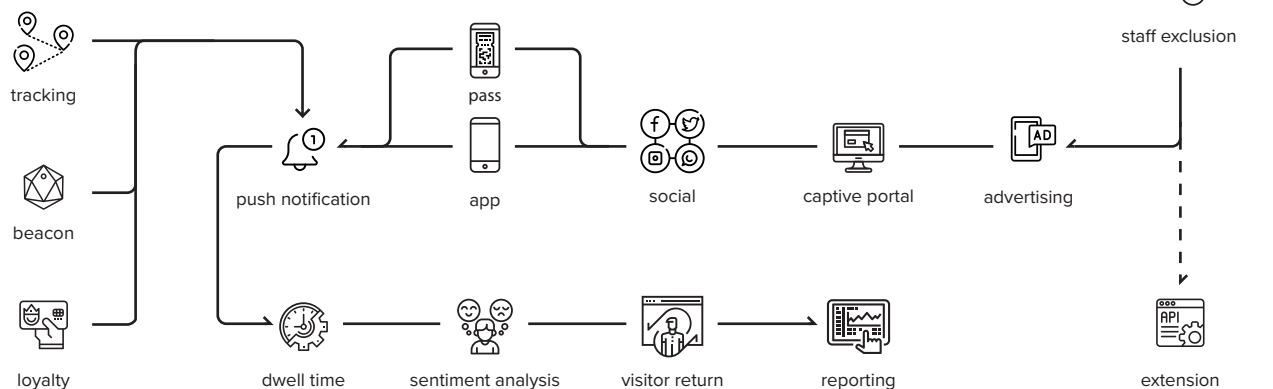 staff exclusion
tracking
pass
1
AD
push notification
app
social
captive portal
advertising
beacon
API
loyalty
dwell time
sentiment analysis
visitor return
reporting
extension